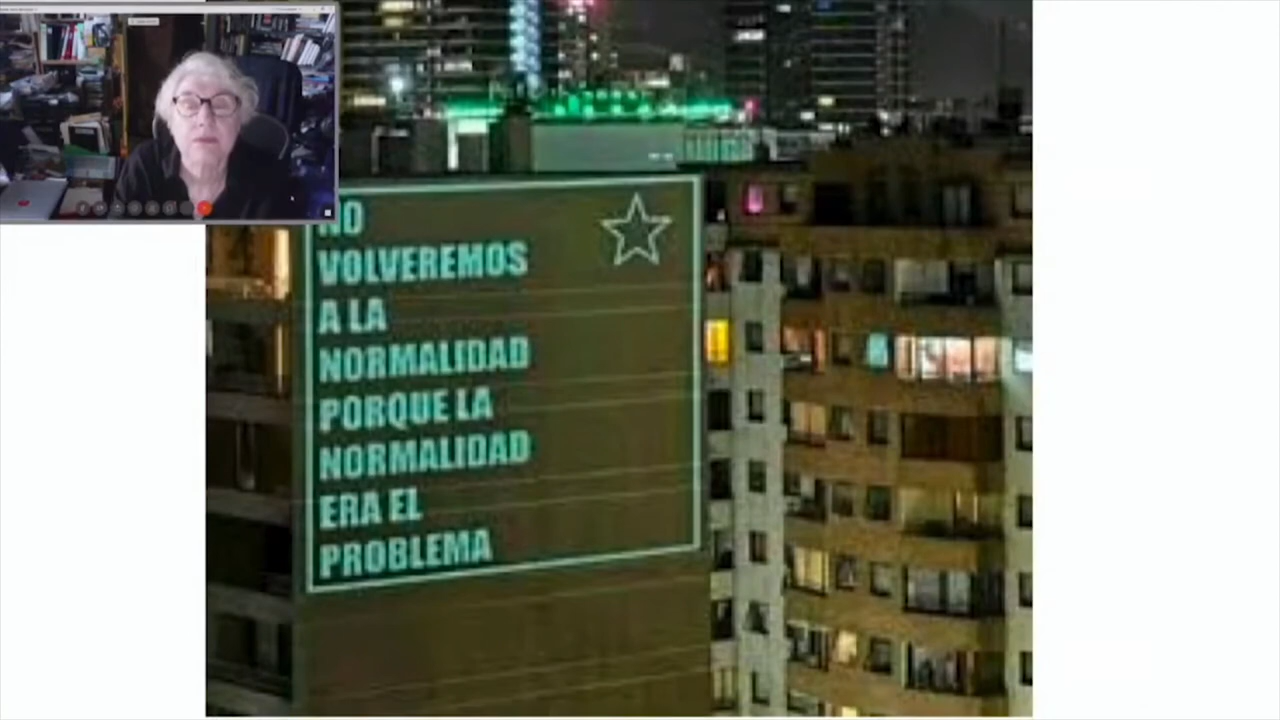 NO
VOLVEREMOS
A LA
NORMALIDAD
PORQUE LA
NORMALIDAD
ERA EL
PROBLEMA